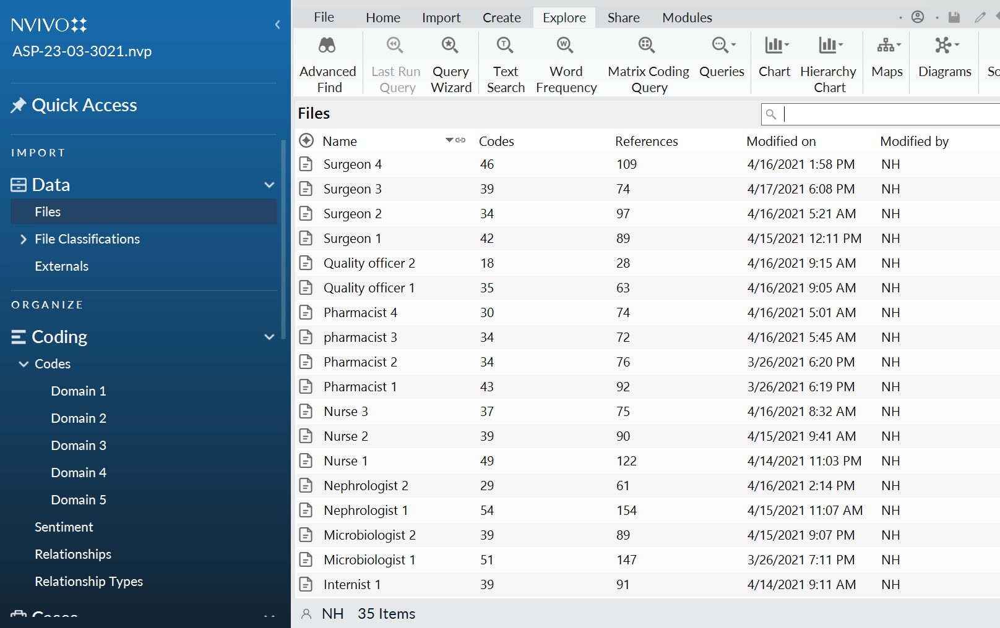 NVIVO
ASP-23-03-3021.nvp
Quick Access
IMPORT
Data
Files
File Classifications
Externals
ORGANIZE
Coding
Codes
Domain 1
Domain 2
Domain 3
Domain 4
Domain 5
Sentiment
Relationships
Relationship Types
Cases
File Home Import Create Explore Share Modules
Advanced Find
Last Run Query
Query Wizard
Text Search
Word Frequency
Matrix Coding Query
Queries
Chart
Hierarchy Chart
Maps
Diagrams
Files
Name Codes References Modified on Modified by
Surgeon 4 46 109 4/16/2021 1:58 PM NH
Surgeon 3 39 74 4/17/2021 6:08 PM NH
Surgeon 2 34 97 4/16/2021 5:21 AM NH
Surgeon 1 42 89 4/15/2021 12:11 PM NH
Quality officer 2 18 28 4/16/2021 9:15 AM NH
Quality officer 1 35 63 4/16/2021 9:05 AM NH
Pharmacist 4 30 74 4/16/2021 5:01 AM NH
pharmacist 3 34 72 4/16/2021 5:45 AM NH
Pharmacist 2 34 76 3/26/2021 6:20 PM NH
Pharmacist 1 43 92 3/26/2021 6:19 PM NH
Nurse 3 37 75 4/16/2021 8:32 AM NH
Nurse 2 39 90 4/15/2021 9:41 AM NH
Nurse 1 49 122 4/14/2021 11:03 PM NH
Nephrologist 2 29 61 4/16/2021 2:14 PM NH
Nephrologist 1 54 154 4/15/2021 11:07 AM NH
Microbiologist 2 39 89 4/15/2021 9:07 PM NH
Microbiologist 1 51 147 3/26/2021 7:11 PM NH
Internist 1 39 91 4/14/2021 9:11 AM NH
NH 35 Items